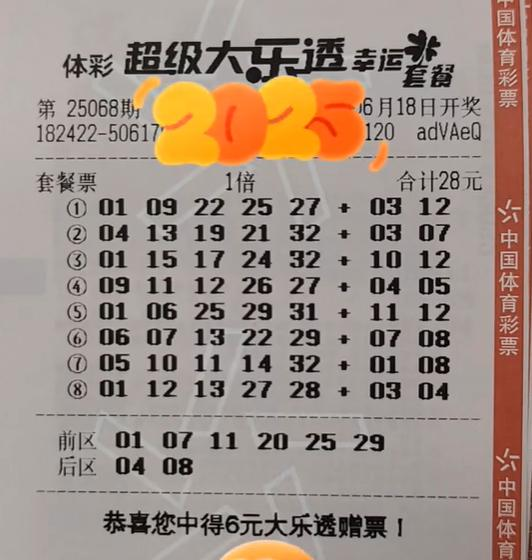 体彩 超级大乐透 幸运套餐
第 25068期 2025 06月18日开奖
182422-50617 120 adVAeQ
套餐票 1倍 合计28元
① 01 09 22 25 27 + 03 12
② 04 13 19 21 32 + 03 07
③ 01 15 17 24 32 + 10 12
④ 09 11 12 26 27 + 04 05
⑤ 01 06 25 29 31 + 11 12
⑥ 06 07 13 22 29 + 07 08
⑦ 05 10 11 14 32 + 01 08
⑧ 01 12 13 27 28 + 03 04
前区 01 07 11 20 25 29
后区 04 08
恭喜您中得6元大乐透赠票！
中国体育彩票
中国体育彩票
中国体育